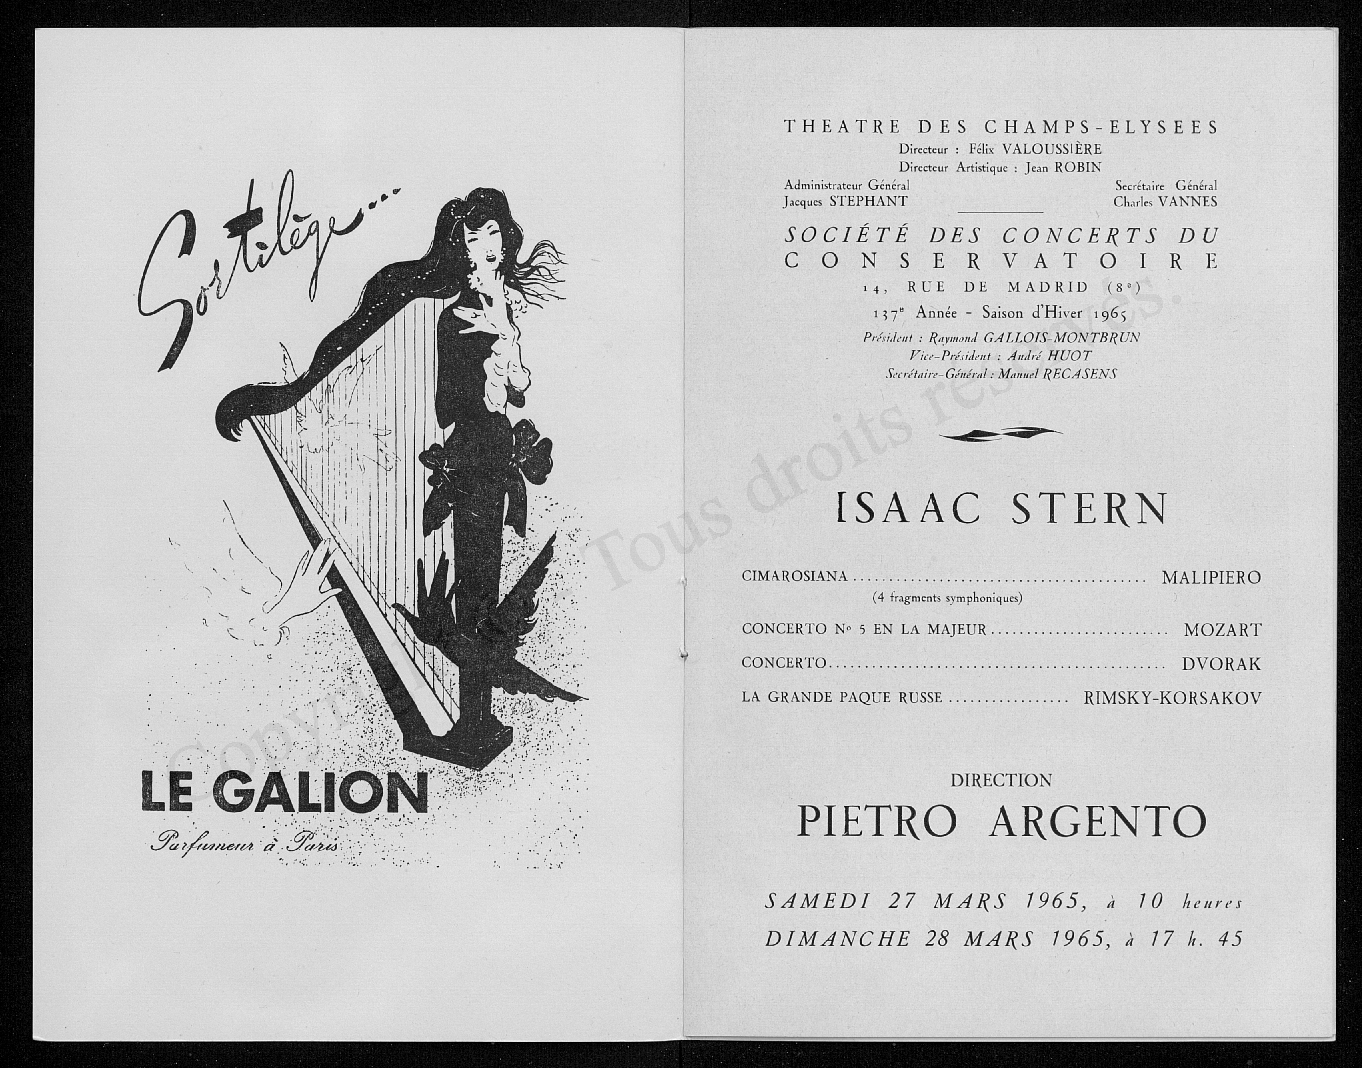 Sortilège...
LE GALION
Parfumeur à Paris
THEATRE DES CHAMPS-ELYSEES
Directeur : Félix VALOUSSIÈRE
Directeur Artistique : Jean ROBIN
Administrateur Général Secrétaire Général
Jacques STEPHANT Charles VANNES
SOCIÉTÉ DES CONCERTS DU
CONSERVATOIRE
14, RUE DE MADRID (8e)
137e Année - Saison d'Hiver 1965
Président : Raymond GALLOIS-MONTBRUN
Vice-Président : André HUOT
Secrétaire-Général : Manuel RECASENS
ISAAC STERN
CIMAROSIANA ........................................ MALIPIERO
(4 fragments symphoniques)
CONCERTO No 5 EN LA MAJEUR ......................... MOZART
CONCERTO ............................................... DVORAK
LA GRANDE PAQUE RUSSE ................. RIMSKY-KORSAKOV
DIRECTION
PIETRO ARGENTO
SAMEDI 27 MARS 1965, à 10 heures
DIMANCHE 28 MARS 1965, à 17 h. 45
Copyright Tous droits réservés.